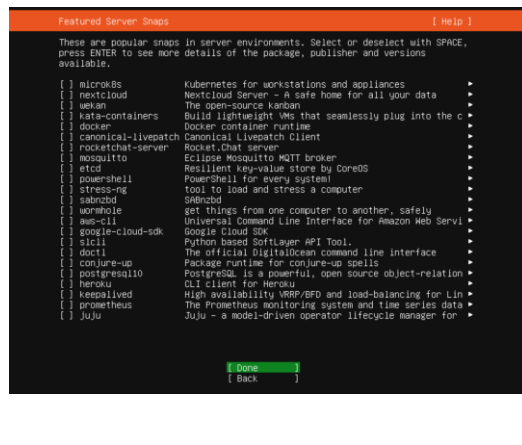 Featured Server Snaps [ Help ]
These are popular snaps in server environments. Select or deselect with SPACE,
press ENTER to see more details of the package, publisher and versions
available.
[ ] microk8s Kubernetes for workstations and appliances ▸
[ ] nextcloud Nextcloud Server - A safe home for all your data ▸
[ ] wekan The open-source kanban ▸
[ ] kata-containers Build lightweight VMs that seamlessly plug into the c ▸
[ ] docker Docker container runtime ▸
[ ] canonical-livepatch Canonical Livepatch Client ▸
[ ] rocketchat-server Rocket.Chat server ▸
[ ] mosquitto Eclipse Mosquitto MQTT broker ▸
[ ] etcd Resilient key-value store by CoreOS ▸
[ ] powershell PowerShell for every system! ▸
[ ] stress-ng tool to load and stress a computer ▸
[ ] sabnzbd SABnzbd ▸
[ ] wormhole get things from one computer to another, safely ▸
[ ] aws-cli Universal Command Line Interface for Amazon Web Servi ▸
[ ] google-cloud-sdk Google Cloud SDK ▸
[ ] slcli Python based SoftLayer API Tool. ▸
[ ] doctl The official DigitalOcean command line interface ▸
[ ] conjure-up Package runtime for conjure-up spells ▸
[ ] postgresql10 PostgreSQL is a powerful, open source object-relation ▸
[ ] heroku CLI client for Heroku ▸
[ ] keepalived High availability VRRP/BFD and load-balancing for Lin ▸
[ ] prometheus The Prometheus monitoring system and time series data ▸
[ ] juju Juju - a model-driven operator lifecycle manager for ▸
[ Done ]
[ Back ]